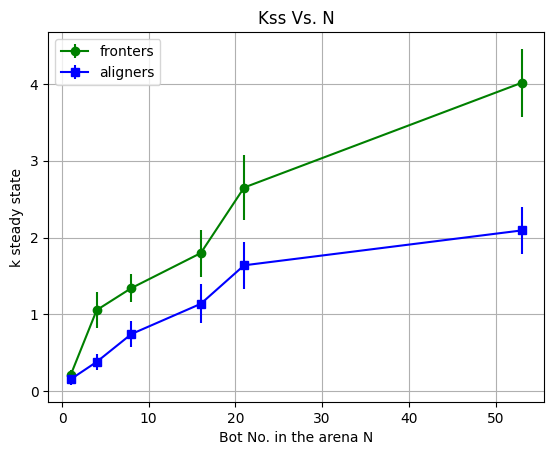 Kss Vs. N
fronters
aligners
k steady state
4
3
2
1
0
0 10 20 30 40 50
Bot No. in the arena N